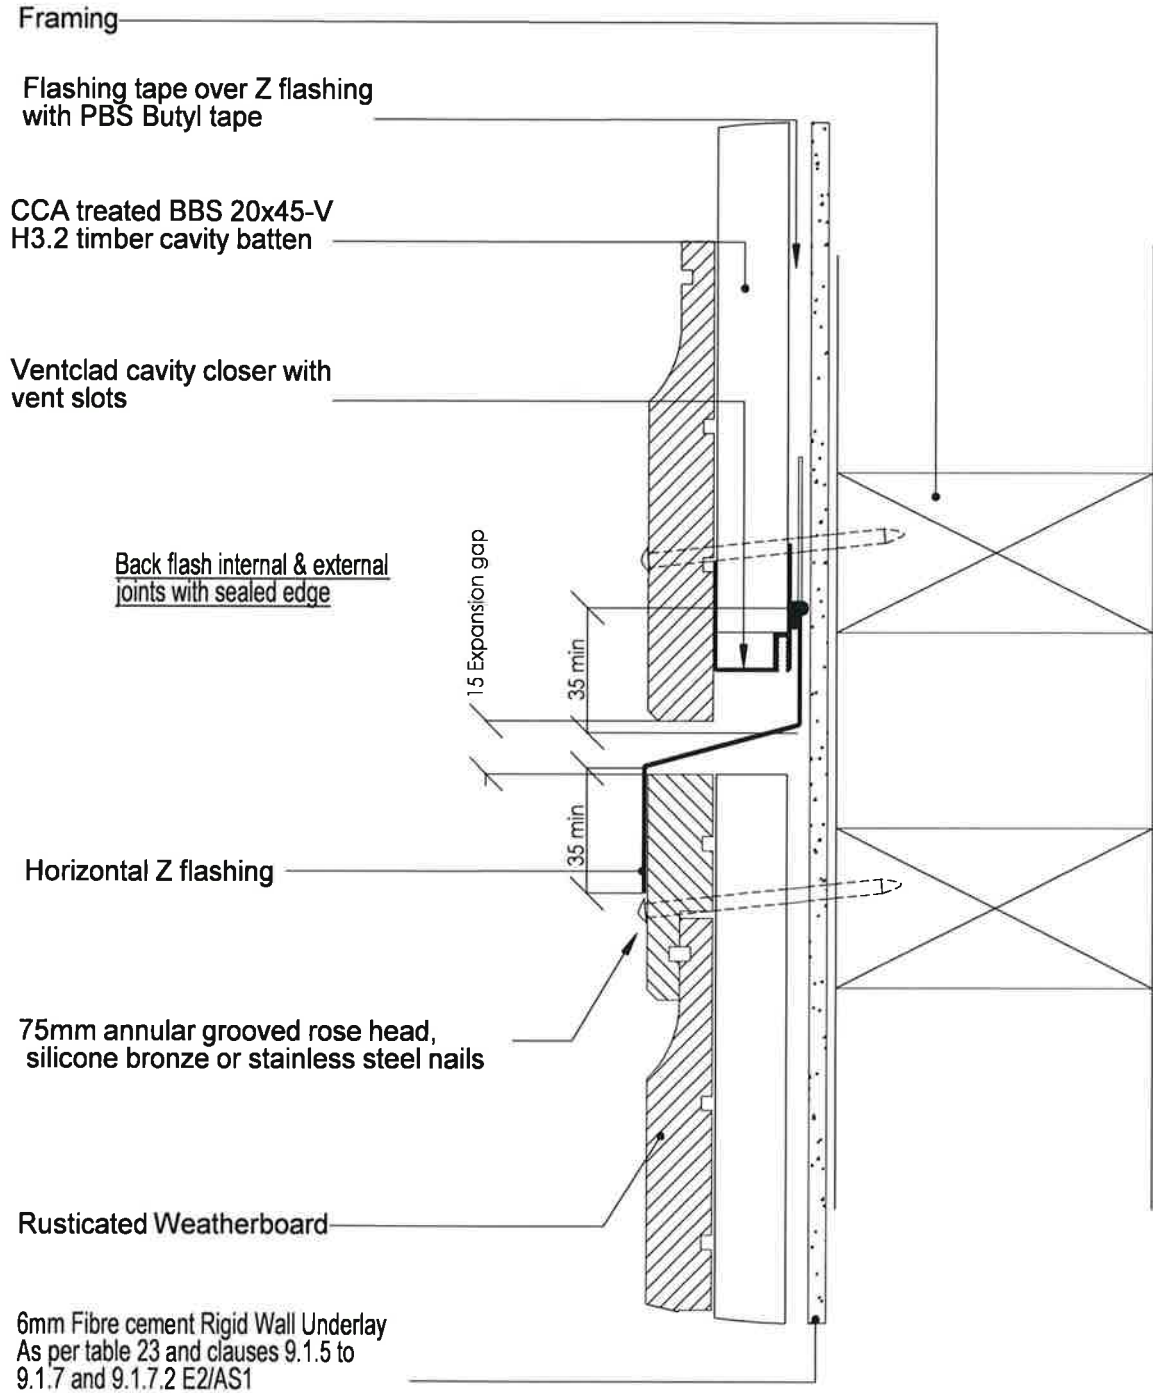 Framing
Flashing tape over Z flashing
with PBS Butyl tape
CCA treated BBS 20x45-V
H3.2 timber cavity batten
Ventclad cavity closer with
vent slots
Back flash internal & external
joints with sealed edge
15 Expansion gap
35 min
35 min
Horizontal Z flashing
75mm annular grooved rose head,
silicone bronze or stainless steel nails
Rusticated Weatherboard
6mm Fibre cement Rigid Wall Underlay
As per table 23 and clauses 9.1.5 to
9.1.7 and 9.1.7.2 E2/AS1